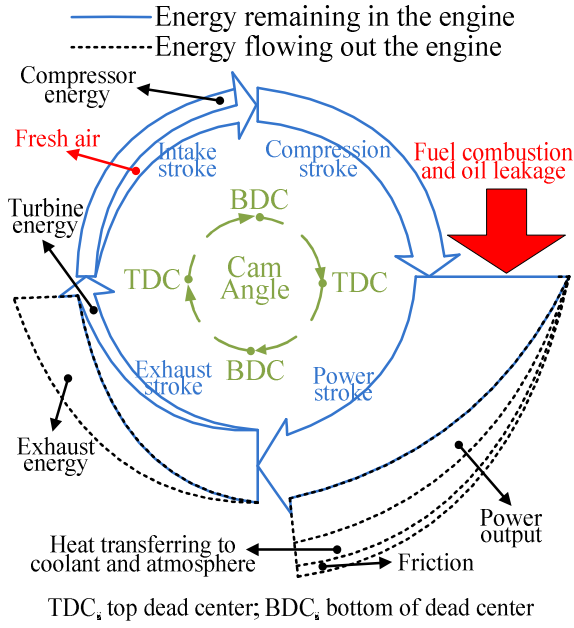 Energy remaining in the engine
Energy flowing out the engine
Compressor
energy
Fresh air
Intake
stroke
Compression
stroke
Fuel combustion
and oil leakage
Turbine
energy
BDC
TDC
Cam
Angle
TDC
BDC
Exhaust
stroke
Power
stroke
Exhaust
energy
Power
output
Heat transferring to
coolant and atmosphere
Friction
TDC, top dead center; BDC, bottom of dead center